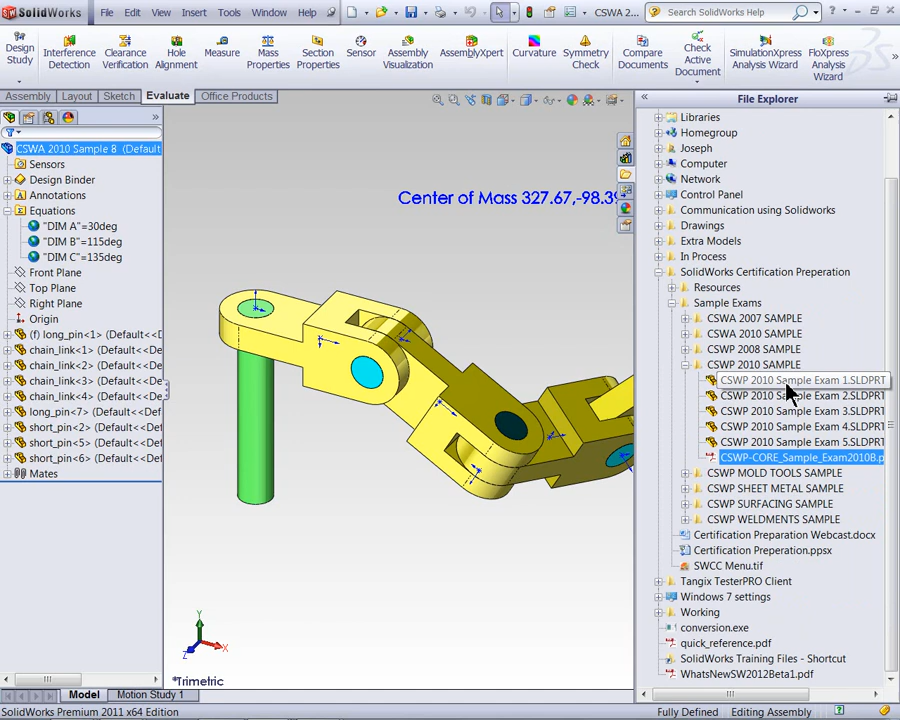 SolidWorks File Edit View Insert Tools Window Help CSWA 2... Search SolidWorks Help
Design Study
Interference Detection
Clearance Verification
Hole Alignment
Measure
Mass Properties
Section Properties
Sensor
Assembly Visualization
AssemblyXpert
Curvature
Symmetry Check
Compare Documents
Check Active Document
SimulationXpress Analysis Wizard
FloXpress Analysis Wizard
Assembly Layout Sketch Evaluate Office Products
CSWA 2010 Sample 8 (Default
Sensors
Design Binder
Annotations
Equations
"DIM A"=30deg
"DIM B"=115deg
"DIM C"=135deg
Front Plane
Top Plane
Right Plane
Origin
(f) long_pin<1> (Default<<D
chain_link<1> (Default<<De
chain_link<2> (Default<<De
chain_link<3> (Default<<De
chain_link<4> (Default<<De
long_pin<7> (Default<<Def
short_pin<2> (Default<<Def
short_pin<5> (Default<<Def
short_pin<6> (Default<<Def
Mates
Center of Mass 327.67,-98.39
Y
X
Z
*Trimetric
File Explorer
Libraries
Homegroup
Joseph
Computer
Network
Control Panel
Communication using Solidworks
Drawings
Extra Models
In Process
SolidWorks Certification Preperation
Resources
Sample Exams
CSWA 2007 SAMPLE
CSWA 2010 SAMPLE
CSWP 2008 SAMPLE
CSWP 2010 SAMPLE
CSWP 2010 Sample Exam 1.SLDPRT
CSWP 2010 Sample Exam 2.SLDPRT
CSWP 2010 Sample Exam 3.SLDPRT
CSWP 2010 Sample Exam 4.SLDPRT
CSWP 2010 Sample Exam 5.SLDPRT
CSWP-CORE_Sample_Exam2010B.p
CSWP MOLD TOOLS SAMPLE
CSWP SHEET METAL SAMPLE
CSWP SURFACING SAMPLE
CSWP WELDMENTS SAMPLE
Certification Preparation Webcast.docx
Certification Preperation.ppsx
SWCC Menu.tif
Tangix TesterPRO Client
Windows 7 settings
Working
conversion.exe
quick_reference.pdf
SolidWorks Training Files - Shortcut
WhatsNewSW2012Beta1.pdf
Model Motion Study 1
SolidWorks Premium 2011 x64 Edition Fully Defined Editing Assembly